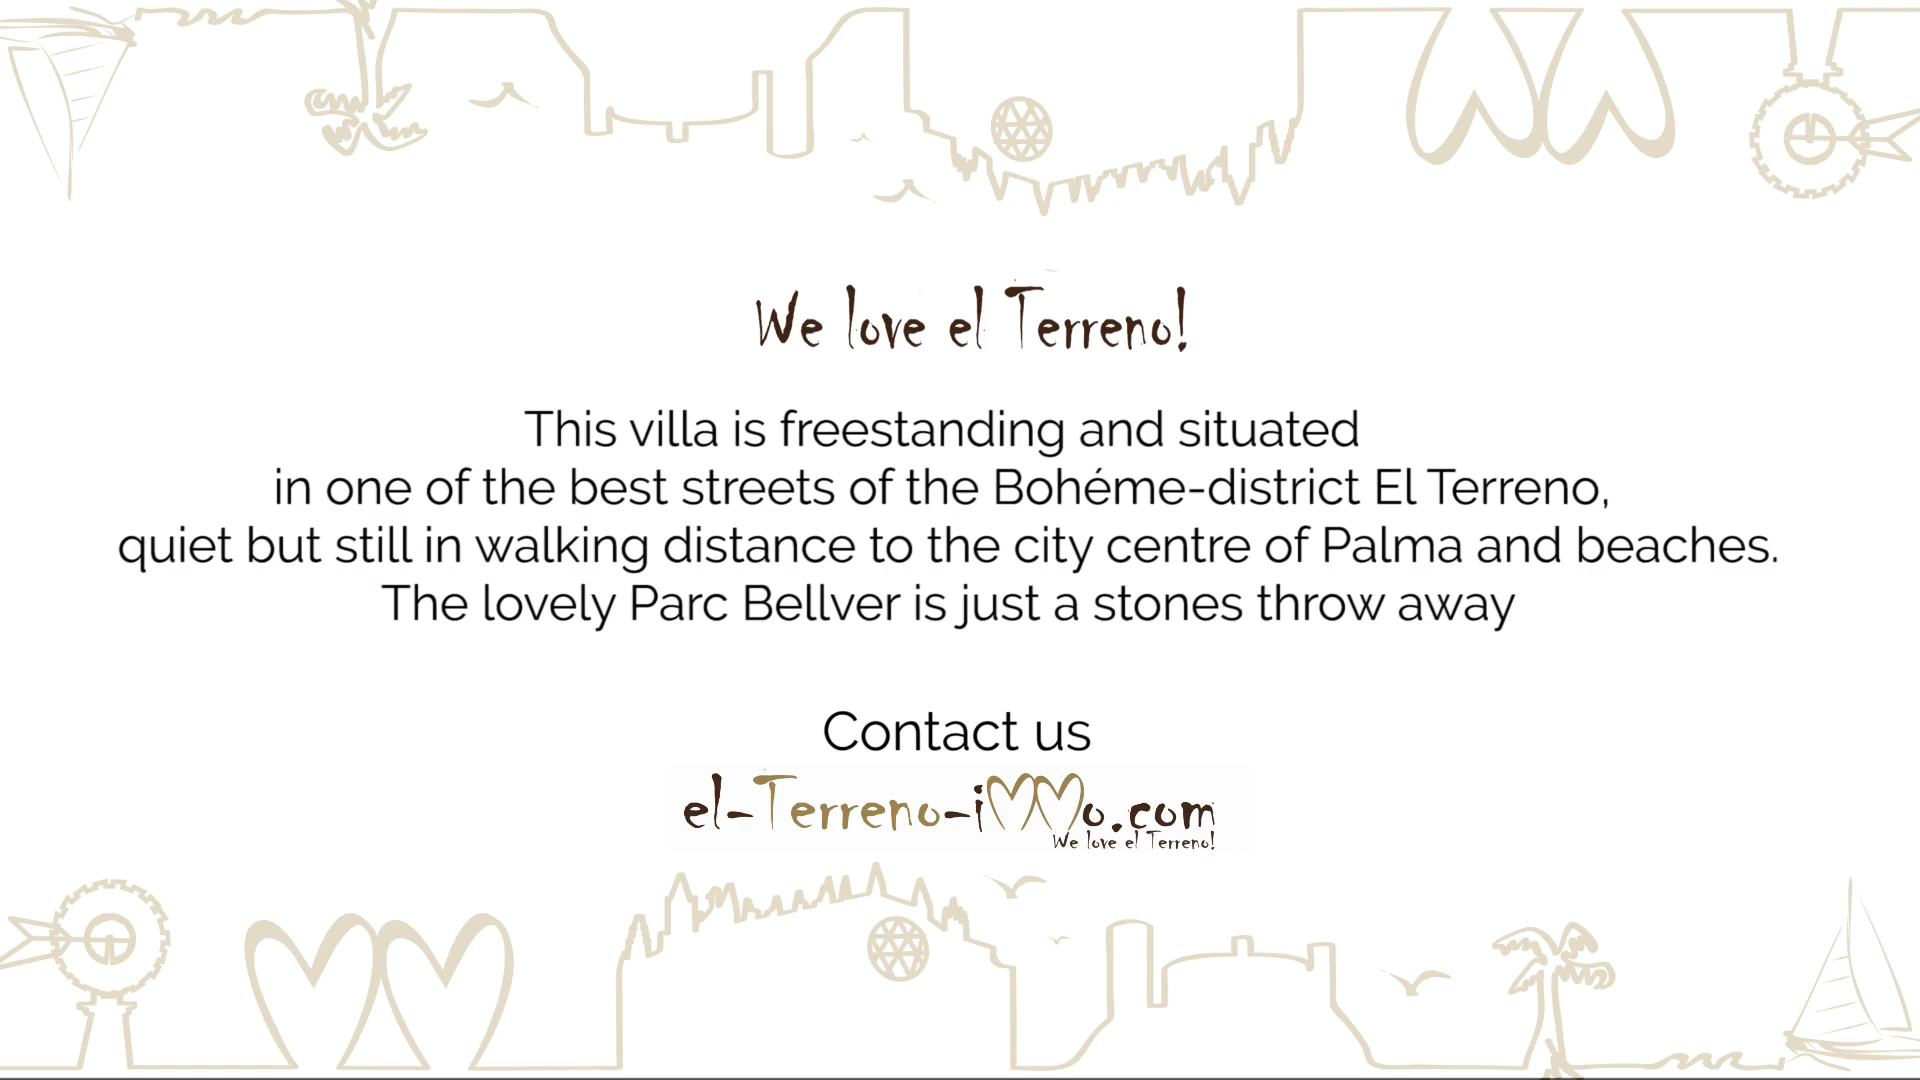 We love el Terreno!
This villa is freestanding and situated
in one of the best streets of the Bohéme-district El Terreno,
quiet but still in walking distance to the city centre of Palma and beaches.
The lovely Parc Bellver is just a stones throw away
Contact us
el-Terreno-iMMo.com
We love el Terreno!